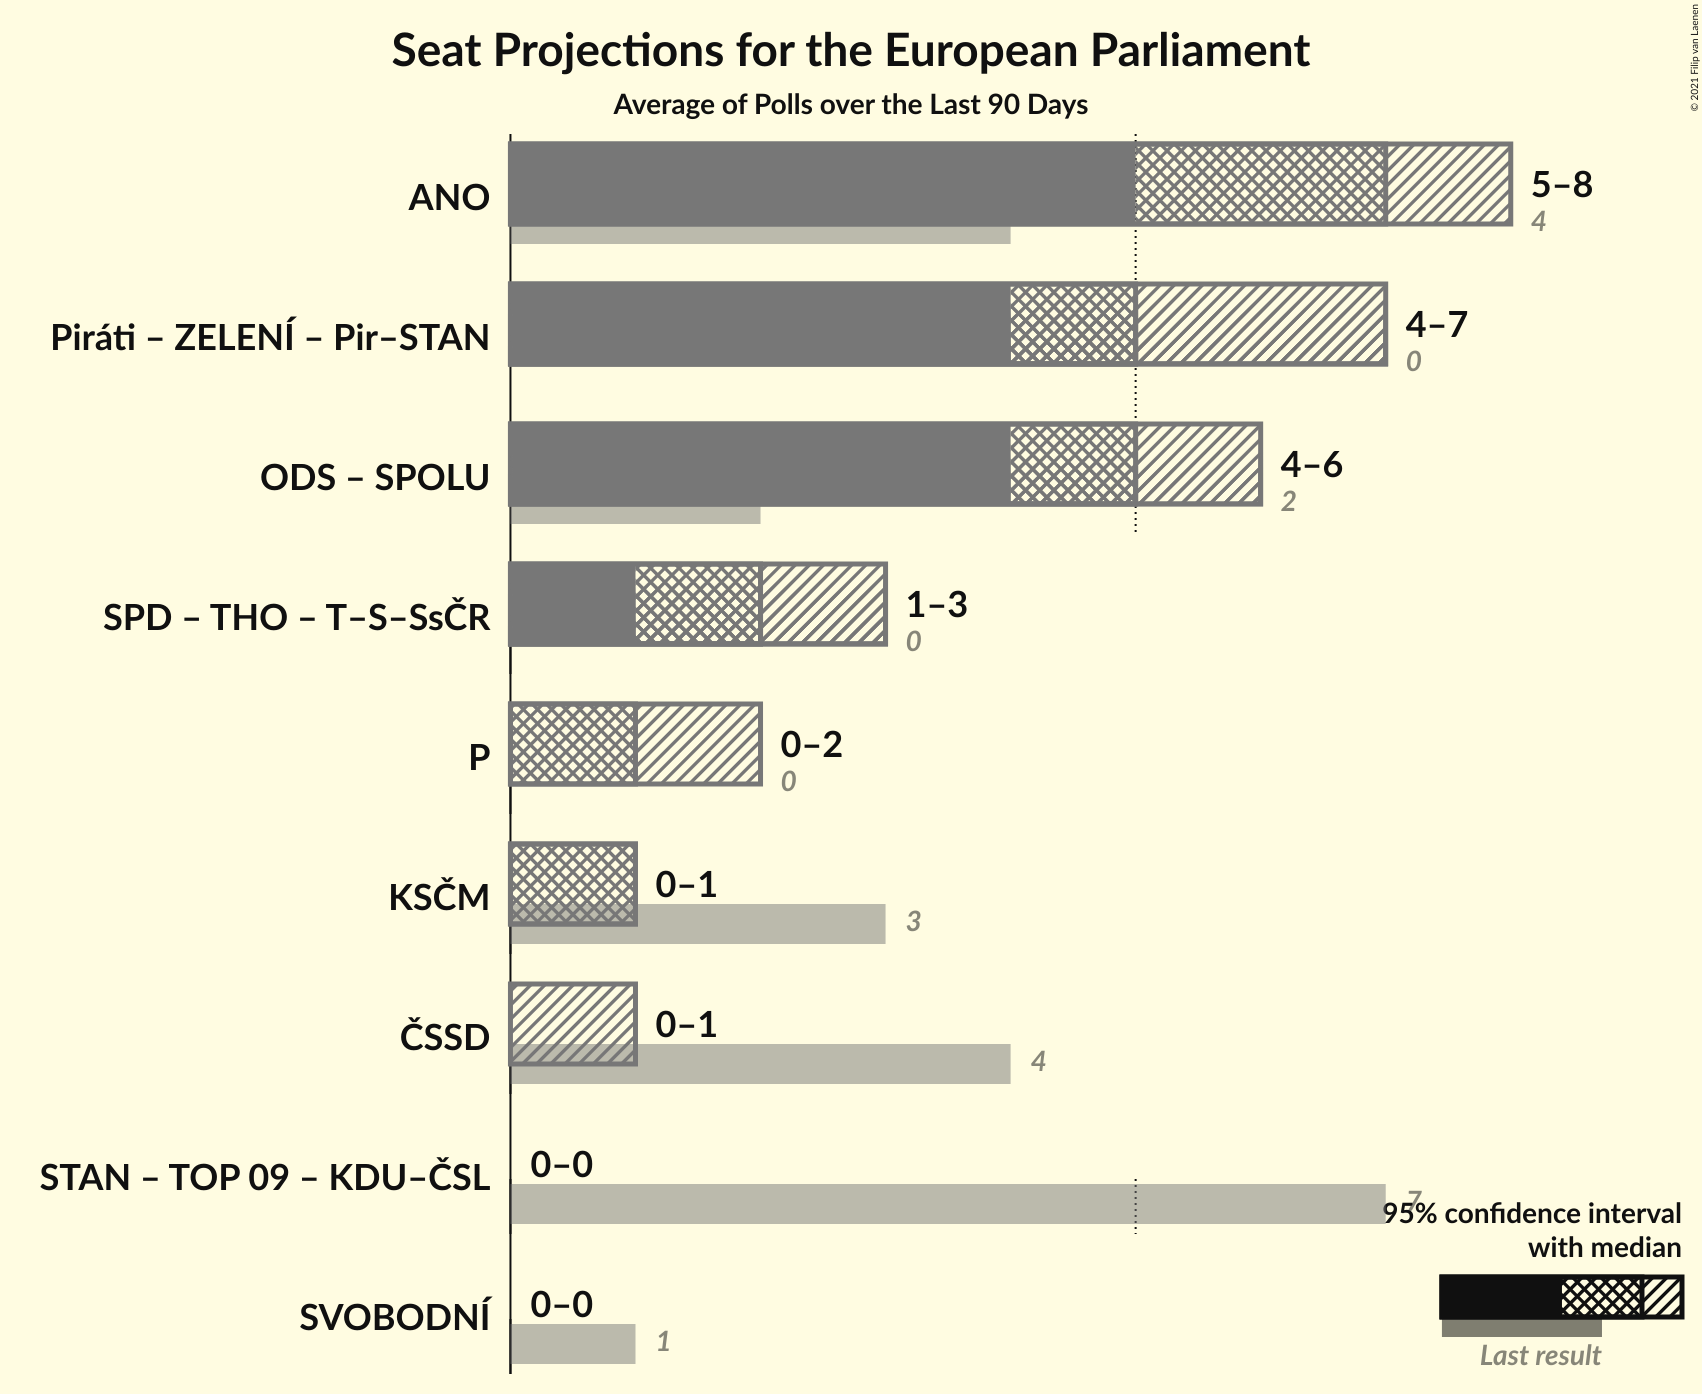 © 2021 Filip van Laenen
Seat Projections for the European Parliament
Average of Polls over the Last 90 Days
ANO
5–8
4
Piráti – ZELENÍ – Pir–STAN
4–7
0
ODS – SPOLU
4–6
2
SPD – THO – T–S–SsČR
1–3
0
P
0–2
0
KSČM
0–1
3
ČSSD
0–1
4
STAN – TOP 09 – KDU–ČSL
0–0
7
SVOBODNÍ
0–0
1
95% confidence interval
with median
Last result